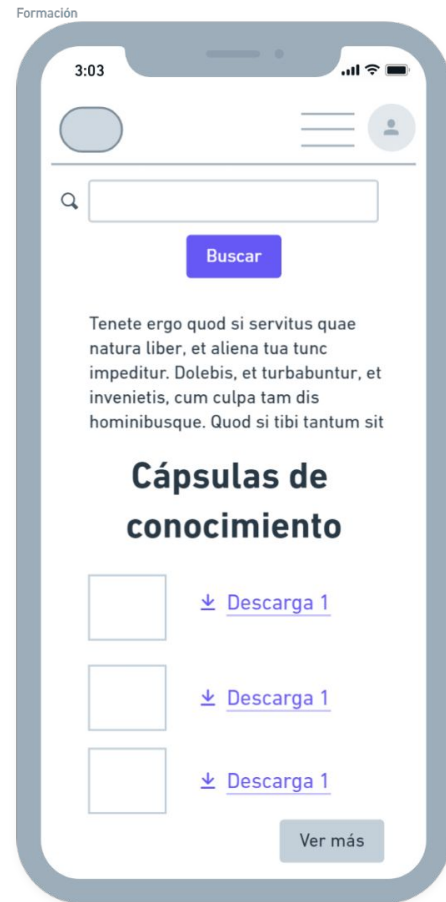 Formación
3:03
Buscar
Tenete ergo quod si servitus quae
natura liber, et aliena tua tunc
impeditur. Dolebis, et turbabuntur, et
invenietis, cum culpa tam dis
hominibusque. Quod si tibi tantum sit
Cápsulas de
conocimiento
Descarga 1
Descarga 1
Descarga 1
Ver más